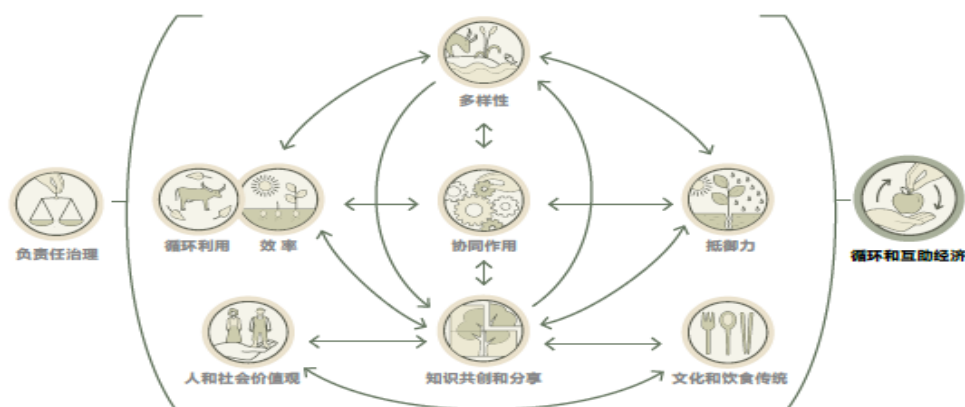 多样性
负责任治理
循环利用
效率
协同作用
抵御力
循环和互助经济
人和社会价值观
知识共创和分享
文化和饮食传统